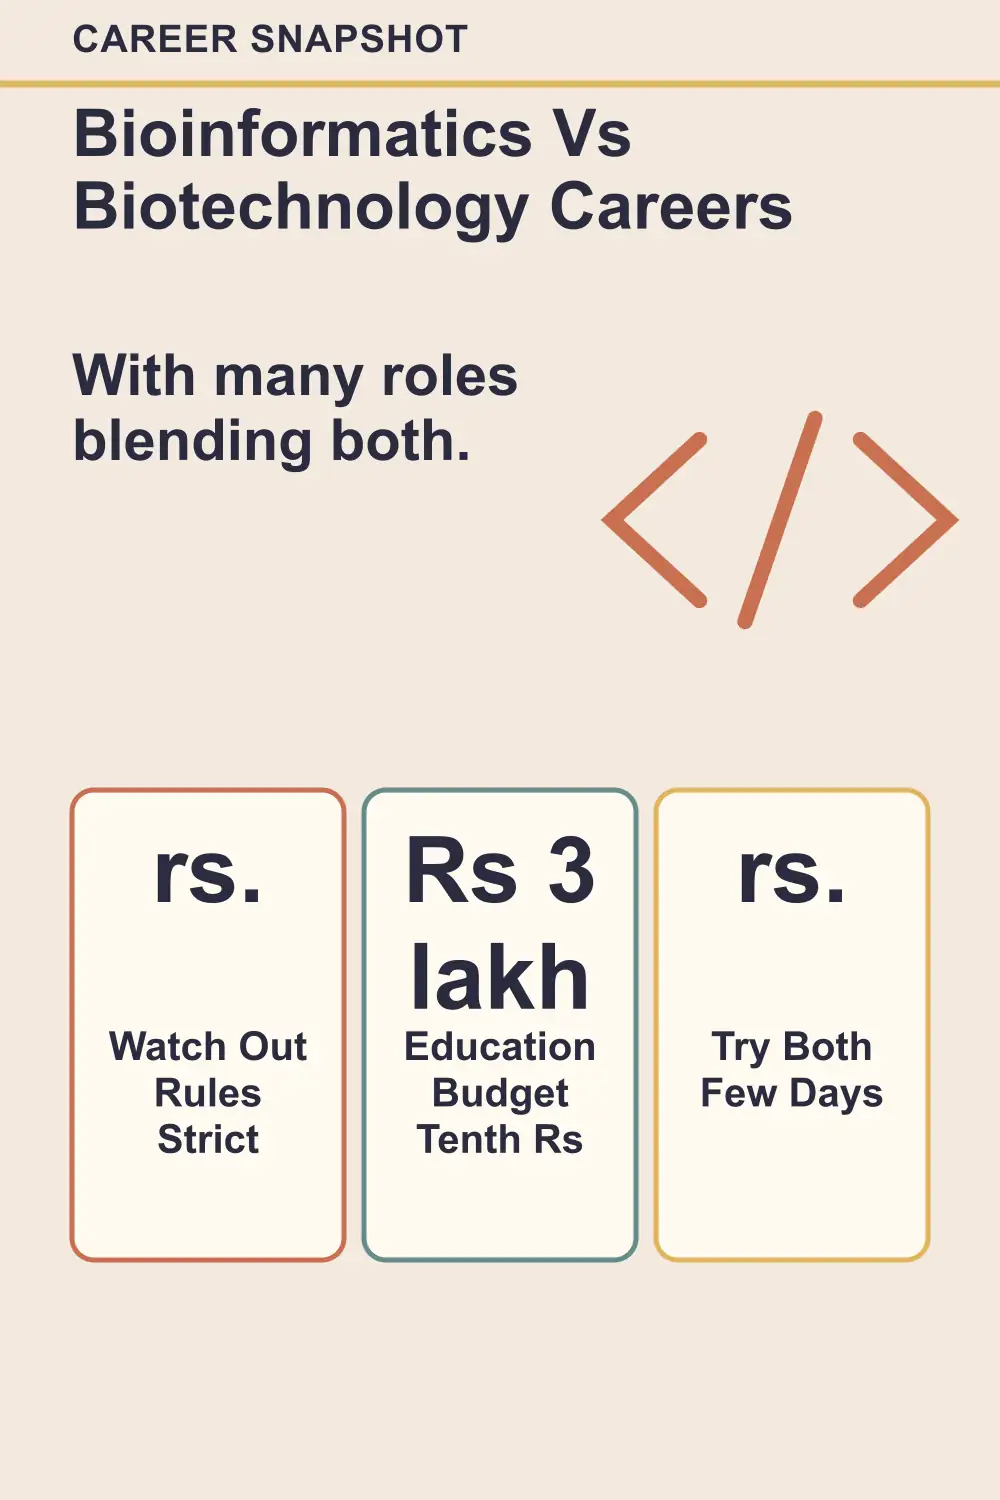 CAREER SNAPSHOT
Bioinformatics Vs
Biotechnology Careers
With many roles
blending both.
</>
rs.
Watch Out
Rules
Strict
Rs 3
lakh
Education
Budget
Tenth Rs
rs.
Try Both
Few Days